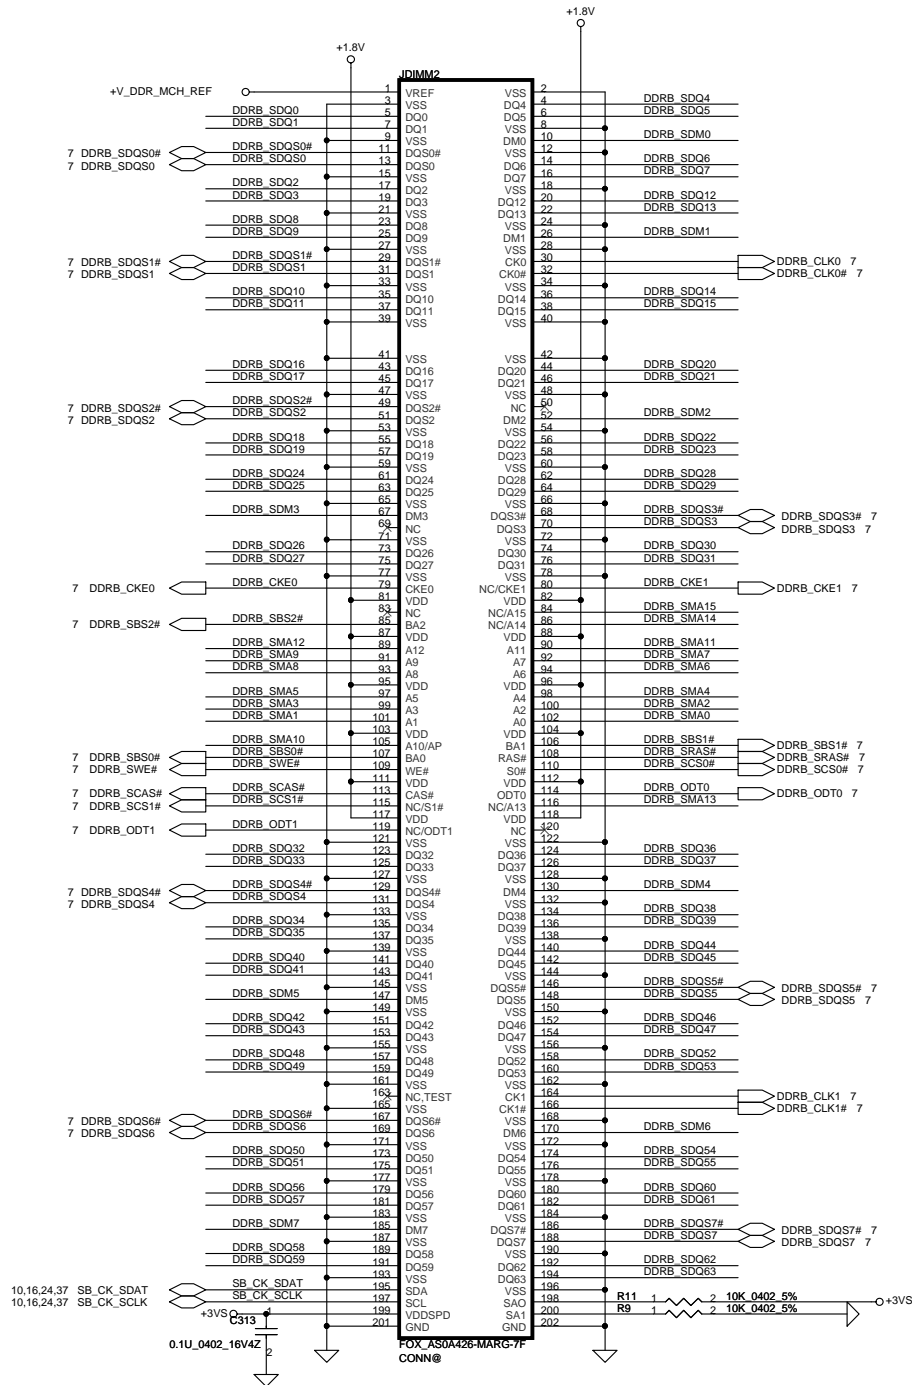 +1.8V
+1.8V
JDIMM2
+V_DDR_MCH_REF 1 VREF VSS 2
3 VSS DQ4 4 DDRB_SDQ4
DDRB_SDQ0 5 DQ0 DQ5 6 DDRB_SDQ5
DDRB_SDQ1 7 DQ1 VSS 8
9 VSS DM0 10 DDRB_SDM0
7 DDRB_SDQS0# DDRB_SDQS0# 11 DQS0# VSS 12
7 DDRB_SDQS0 DDRB_SDQS0 13 DQS0 DQ6 14 DDRB_SDQ6
15 VSS DQ7 16 DDRB_SDQ7
DDRB_SDQ2 17 DQ2 VSS 18
DDRB_SDQ3 19 DQ3 DQ12 20 DDRB_SDQ12
21 VSS DQ13 22 DDRB_SDQ13
DDRB_SDQ8 23 DQ8 VSS 24
DDRB_SDQ9 25 DQ9 DM1 26 DDRB_SDM1
27 VSS VSS 28
7 DDRB_SDQS1# DDRB_SDQS1# 29 DQS1# CK0 30 DDRB_CLK0 7
7 DDRB_SDQS1 DDRB_SDQS1 31 DQS1 CK0# 32 DDRB_CLK0# 7
33 VSS VSS 34
DDRB_SDQ10 35 DQ10 DQ14 36 DDRB_SDQ14
DDRB_SDQ11 37 DQ11 DQ15 38 DDRB_SDQ15
39 VSS VSS 40
41 VSS VSS 42
DDRB_SDQ16 43 DQ16 DQ20 44 DDRB_SDQ20
DDRB_SDQ17 45 DQ17 DQ21 46 DDRB_SDQ21
47 VSS VSS 48
7 DDRB_SDQS2# DDRB_SDQS2# 49 DQS2# NC 50
7 DDRB_SDQS2 DDRB_SDQS2 51 DQS2 DM2 52 DDRB_SDM2
53 VSS VSS 54
DDRB_SDQ18 55 DQ18 DQ22 56 DDRB_SDQ22
DDRB_SDQ19 57 DQ19 DQ23 58 DDRB_SDQ23
59 VSS VSS 60
DDRB_SDQ24 61 DQ24 DQ28 62 DDRB_SDQ28
DDRB_SDQ25 63 DQ25 DQ29 64 DDRB_SDQ29
65 VSS VSS 66
DDRB_SDM3 67 DM3 DQS3# 68 DDRB_SDQS3# DDRB_SDQS3# 7
69 NC DQS3 70 DDRB_SDQS3 DDRB_SDQS3 7
71 VSS VSS 72
DDRB_SDQ26 73 DQ26 DQ30 74 DDRB_SDQ30
DDRB_SDQ27 75 DQ27 DQ31 76 DDRB_SDQ31
77 VSS VSS 78
7 DDRB_CKE0 DDRB_CKE0 79 CKE0 NC/CKE1 80 DDRB_CKE1 DDRB_CKE1 7
81 VDD VDD 82
83 NC NC/A15 84 DDRB_SMA15
7 DDRB_SBS2# DDRB_SBS2# 85 BA2 NC/A14 86 DDRB_SMA14
87 VDD VDD 88
DDRB_SMA12 89 A12 A11 90 DDRB_SMA11
DDRB_SMA9 91 A9 A7 92 DDRB_SMA7
DDRB_SMA8 93 A8 A6 94 DDRB_SMA6
95 VDD VDD 96
DDRB_SMA5 97 A5 A4 98 DDRB_SMA4
DDRB_SMA3 99 A3 A2 100 DDRB_SMA2
DDRB_SMA1 101 A1 A0 102 DDRB_SMA0
103 VDD VDD 104
DDRB_SMA10 105 A10/AP BA1 106 DDRB_SBS1# DDRB_SBS1# 7
7 DDRB_SBS0# DDRB_SBS0# 107 BA0 RAS# 108 DDRB_SRAS# DDRB_SRAS# 7
7 DDRB_SWE# DDRB_SWE# 109 WE# S0# 110 DDRB_SCS0# DDRB_SCS0# 7
111 VDD VDD 112
7 DDRB_SCAS# DDRB_SCAS# 113 CAS# ODT0 114 DDRB_ODT0 DDRB_ODT0 7
7 DDRB_SCS1# DDRB_SCS1# 115 NC/S1# NC/A13 116 DDRB_SMA13
117 VDD VDD 118
7 DDRB_ODT1 DDRB_ODT1 119 NC/ODT1 NC 120
121 VSS VSS 122
DDRB_SDQ32 123 DQ32 DQ36 124 DDRB_SDQ36
DDRB_SDQ33 125 DQ33 DQ37 126 DDRB_SDQ37
127 VSS VSS 128
7 DDRB_SDQS4# DDRB_SDQS4# 129 DQS4# DM4 130 DDRB_SDM4
7 DDRB_SDQS4 DDRB_SDQS4 131 DQS4 VSS 132
133 VSS DQ38 134 DDRB_SDQ38
DDRB_SDQ34 135 DQ34 DQ39 136 DDRB_SDQ39
DDRB_SDQ35 137 DQ35 VSS 138
139 VSS DQ44 140 DDRB_SDQ44
DDRB_SDQ40 141 DQ40 DQ45 142 DDRB_SDQ45
DDRB_SDQ41 143 DQ41 VSS 144
145 VSS DQS5# 146 DDRB_SDQS5# DDRB_SDQS5# 7
DDRB_SDM5 147 DM5 DQS5 148 DDRB_SDQS5 DDRB_SDQS5 7
149 VSS VSS 150
DDRB_SDQ42 151 DQ42 DQ46 152 DDRB_SDQ46
DDRB_SDQ43 153 DQ43 DQ47 154 DDRB_SDQ47
155 VSS VSS 156
DDRB_SDQ48 157 DQ48 DQ52 158 DDRB_SDQ52
DDRB_SDQ49 159 DQ49 DQ53 160 DDRB_SDQ53
161 VSS VSS 162
163 NC,TEST CK1 164 DDRB_CLK1 7
165 VSS CK1# 166 DDRB_CLK1# 7
7 DDRB_SDQS6# DDRB_SDQS6# 167 DQS6# VSS 168
7 DDRB_SDQS6 DDRB_SDQS6 169 DQS6 DM6 170 DDRB_SDM6
171 VSS VSS 172
DDRB_SDQ50 173 DQ50 DQ54 174 DDRB_SDQ54
DDRB_SDQ51 175 DQ51 DQ55 176 DDRB_SDQ55
177 VSS VSS 178
DDRB_SDQ56 179 DQ56 DQ60 180 DDRB_SDQ60
DDRB_SDQ57 181 DQ57 DQ61 182 DDRB_SDQ61
183 VSS VSS 184
DDRB_SDM7 185 DM7 DQS7# 186 DDRB_SDQS7# DDRB_SDQS7# 7
187 VSS DQS7 188 DDRB_SDQS7 DDRB_SDQS7 7
DDRB_SDQ58 189 DQ58 VSS 190
DDRB_SDQ59 191 DQ59 DQ62 192 DDRB_SDQ62
193 VSS DQ63 194 DDRB_SDQ63
10,16,24,37 SB_CK_SDAT SB_CK_SDAT 195 SDA VSS 196
10,16,24,37 SB_CK_SCLK SB_CK_SCLK 197 SCL SAO 198 R11 1 2 10K_0402_5% +3VS
+3VS 199 VDDSPD SA1 200 R9 1 2 10K_0402_5%
C313 1 201 GND GND 202
0.1U_0402_16V4Z 2
FOX_AS0A426-MARG-7F
CONN@